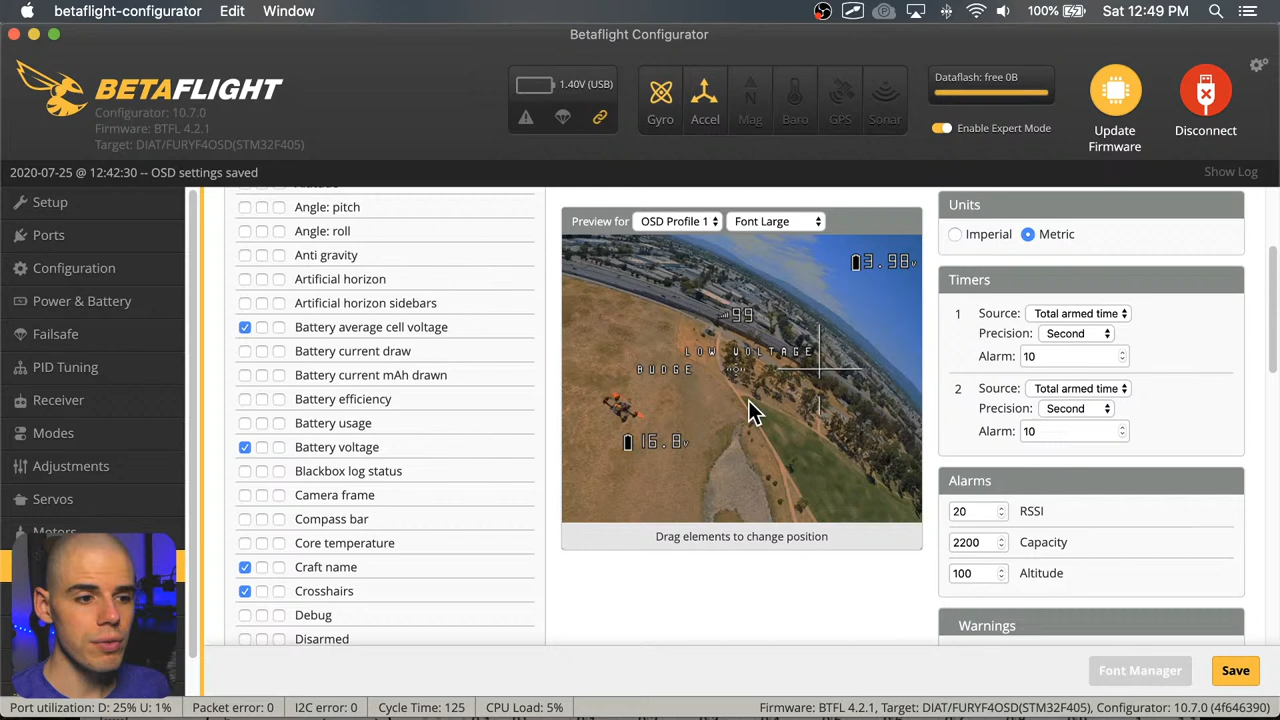 betaflight-configurator Edit Window 100% Sat 12:49 PM
Betaflight Configurator
BETAFLIGHT
Configurator: 10.7.0
Firmware: BTFL 4.2.1
Target: DIAT/FURYF4OSD(STM32F405)
1.40V (USB)
Gyro Accel Mag Baro GPS Sonar
Dataflash: free 0B
Enable Expert Mode
Update Firmware
Disconnect
2020-07-25 @ 12:42:30 -- OSD settings saved
Show Log
Setup
Ports
Configuration
Power & Battery
Failsafe
PID Tuning
Receiver
Modes
Adjustments
Servos
Motors
Altitude
Angle: pitch
Angle: roll
Anti gravity
Artificial horizon
Artificial horizon sidebars
Battery average cell voltage
Battery current draw
Battery current mAh drawn
Battery efficiency
Battery usage
Battery voltage
Blackbox log status
Camera frame
Compass bar
Core temperature
Craft name
Crosshairs
Debug
Disarmed
Preview for OSD Profile 1 Font Large
3.98V
99
LOW VOLTAGE
BUDGE
16.8V
Drag elements to change position
Units
Imperial Metric
Timers
1 Source: Total armed time
Precision: Second
Alarm: 10
2 Source: Total armed time
Precision: Second
Alarm: 10
Alarms
20 RSSI
2200 Capacity
100 Altitude
Warnings
Font Manager
Save
Port utilization: D: 25% U: 1% Packet error: 0 I2C error: 0 Cycle Time: 125 CPU Load: 5% Firmware: BTFL 4.2.1, Target: DIAT/FURYF4OSD(STM32F405), Configurator: 10.7.0 (4f646390)